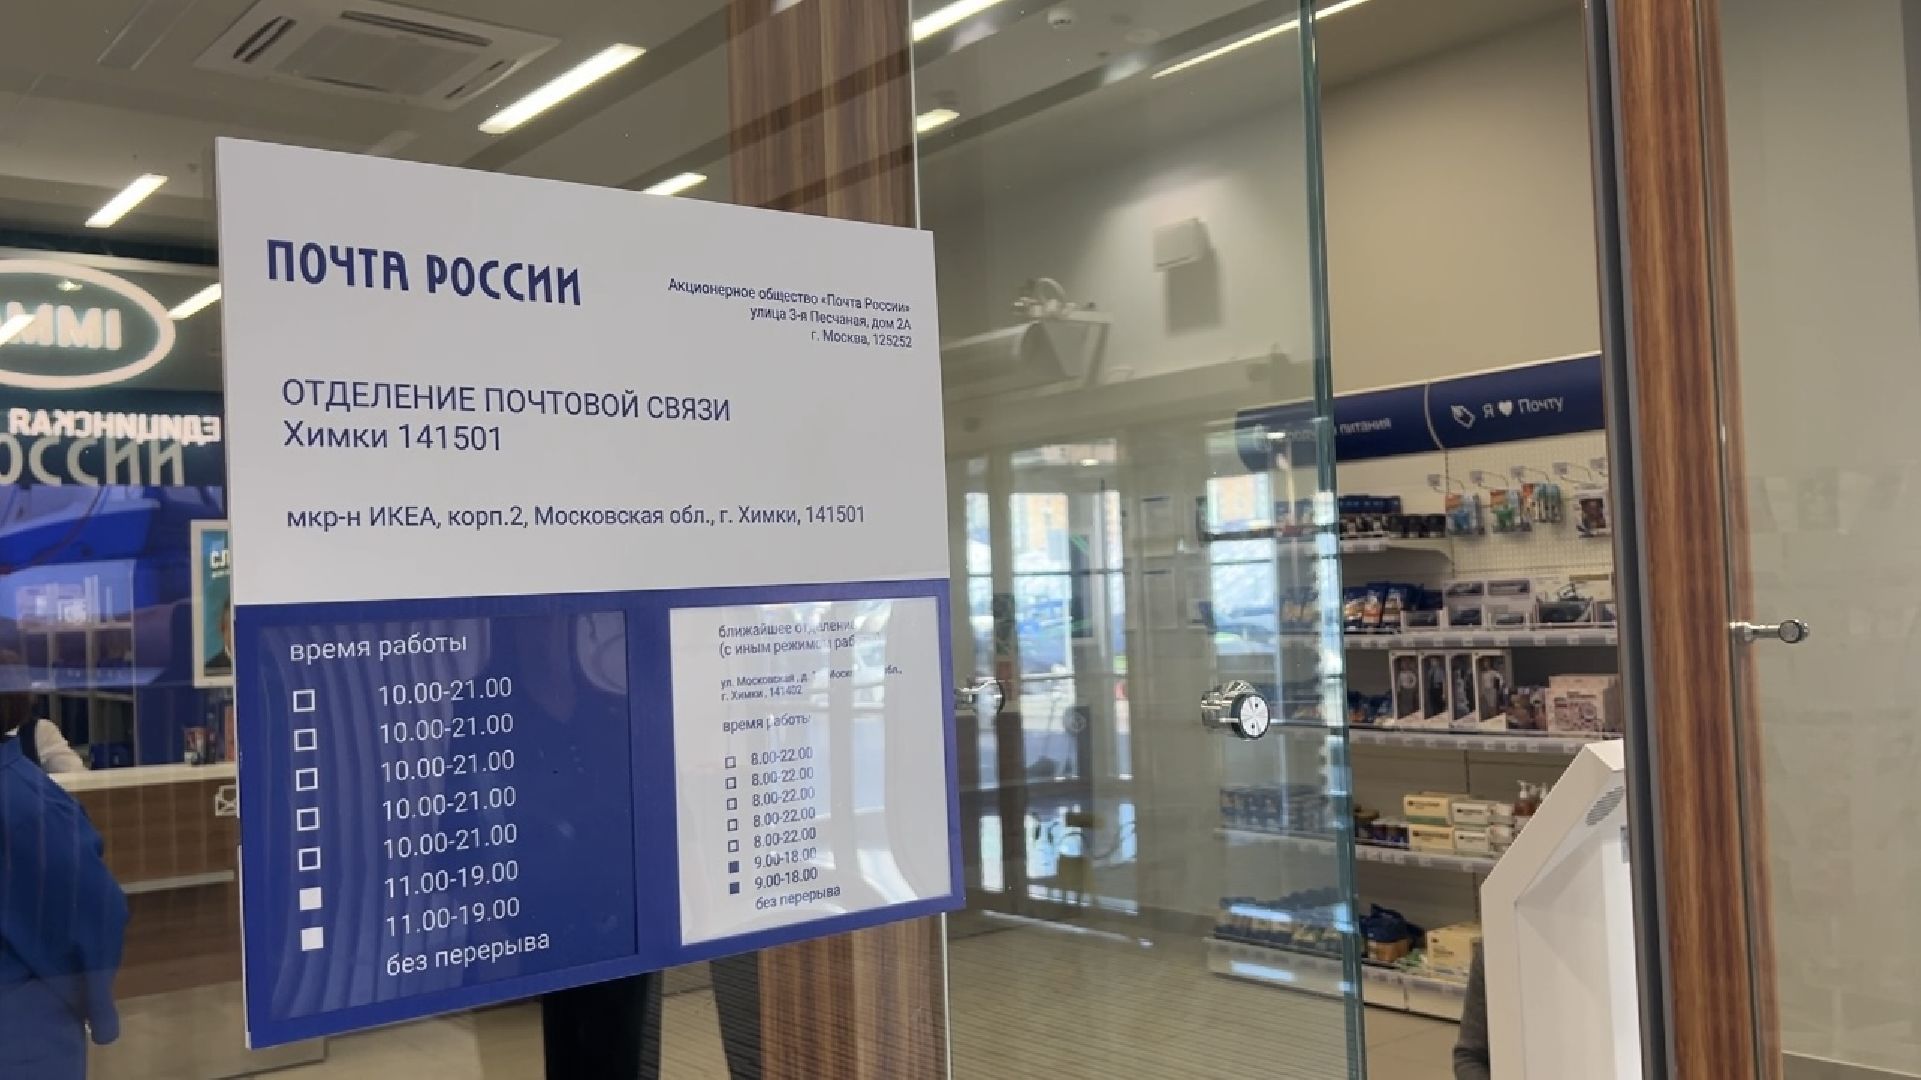 ПОЧТА РОССИИ
Акционерное общество «Почта России»
улица 3-я Песчаная, дом 2А
г. Москва, 125252
ОТДЕЛЕНИЕ ПОЧТОВОЙ СВЯЗИ
Химки 141501
мкр-н ИКЕА, корп.2, Московская обл., г. Химки, 141501
время работы
10.00-21.00
10.00-21.00
10.00-21.00
10.00-21.00
10.00-21.00
11.00-19.00
11.00-19.00
без перерыва
ближайшее отделение
(с иным режимом
ул. Московская, д.
г. Химки, 141402
время работы
8.00-22.00
8.00-22.00
8.00-22.00
8.00-22.00
8.00-22.00
9.00-18.00
9.00-18.00
без перерыва
питания
Я ♥ Почту